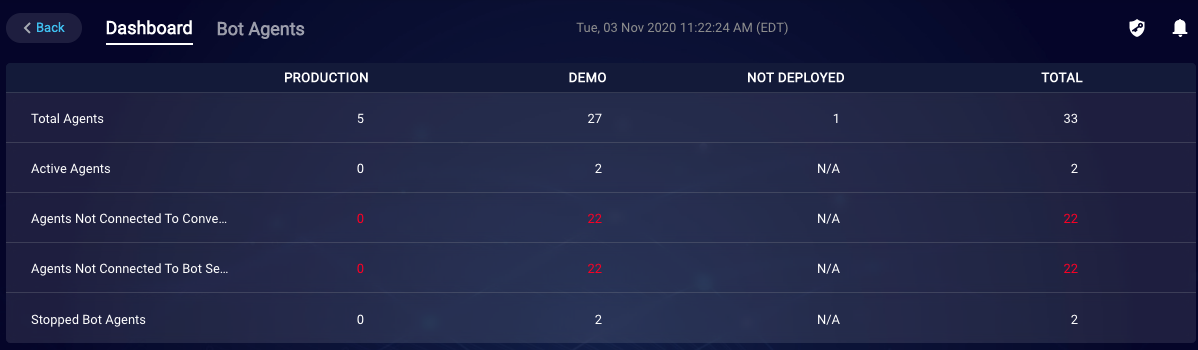 Back Dashboard Bot Agents Tue, 03 Nov 2020 11:22:24 AM (EDT)
PRODUCTION DEMO NOT DEPLOYED TOTAL
Total Agents 5 27 1 33
Active Agents 0 2 N/A 2
Agents Not Connected To Conve... 0 22 N/A 22
Agents Not Connected To Bot Se... 0 22 N/A 22
Stopped Bot Agents 0 2 N/A 2